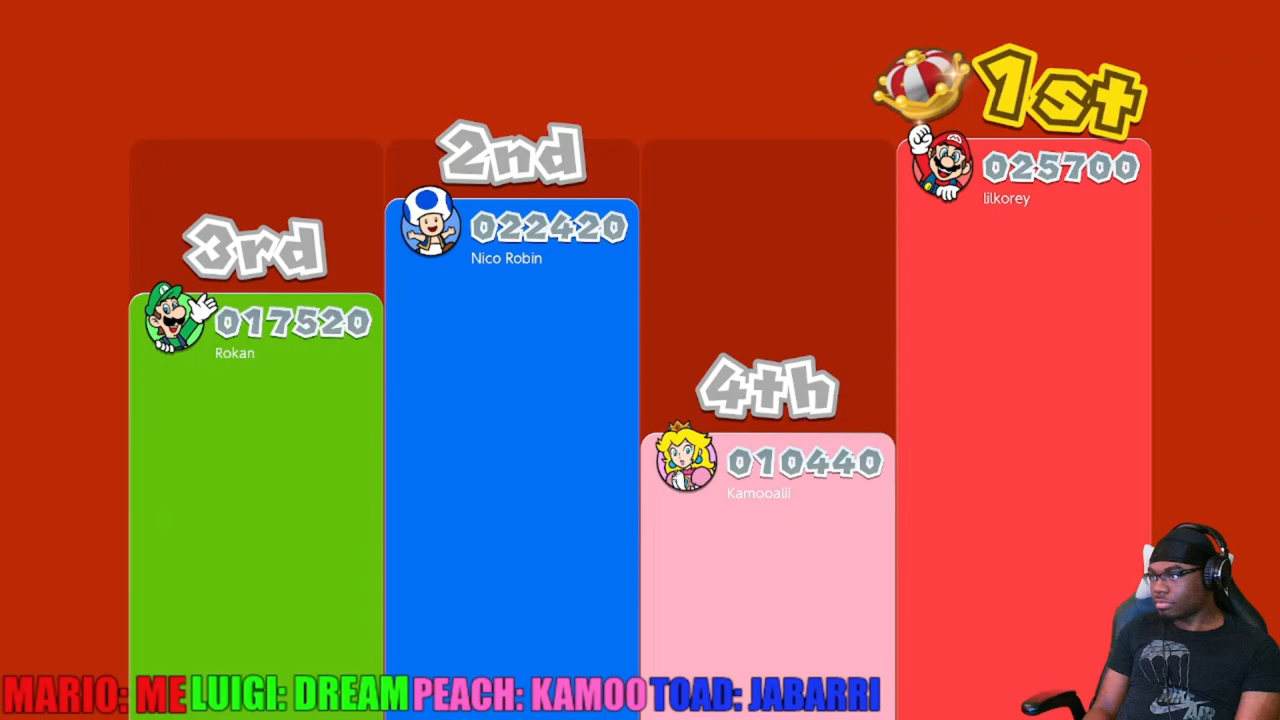 1st
025700
lilkorey
2nd
022420
Nico Robin
3rd
017520
Rokan
4th
010440
Kamooalii
MARIO: ME LUIGI: DREAM PEACH: KAMOO TOAD: JABARRI